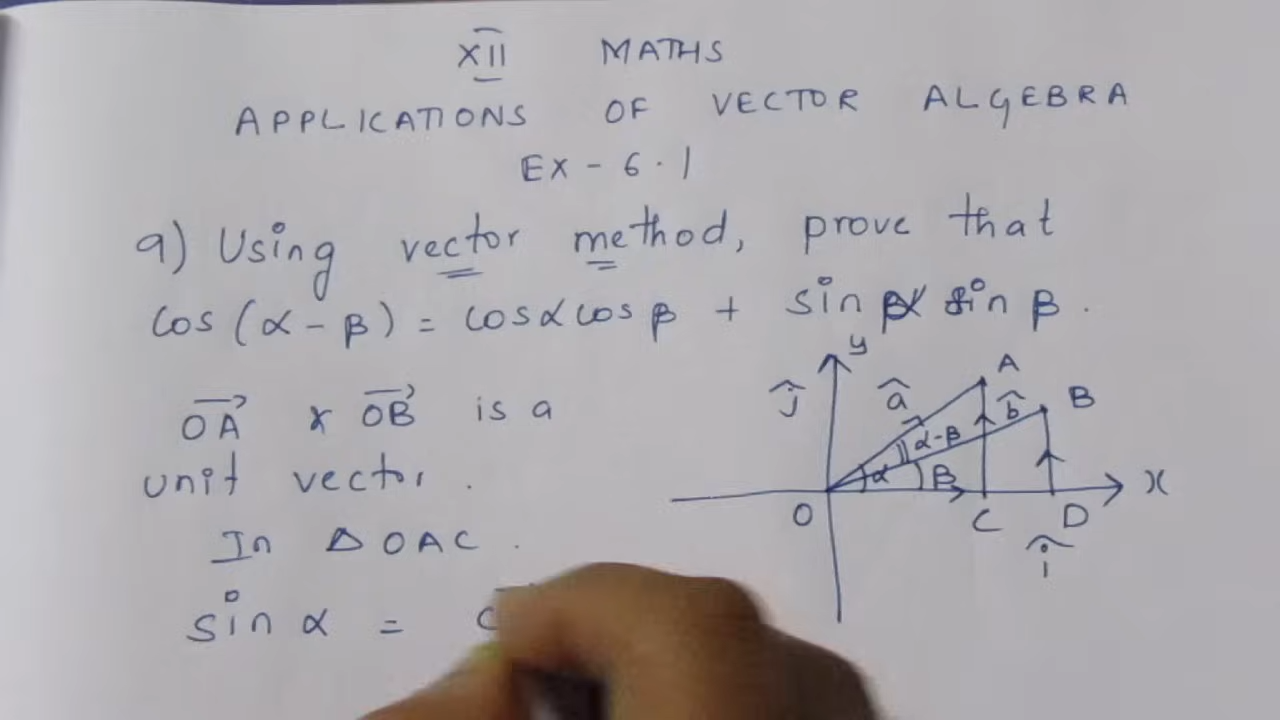 XII MATHS
APPLICATIONS OF VECTOR ALGEBRA
EX - 6.1
9) Using vector method, prove that
cos (α - β) = cosα cos β + sin α sin β .
OA × OB is a
unit vector .
In Δ OAC .
sin α =
y
A
ĵ
â
b̂
B
α-β
α
β
x
O
C
D
î